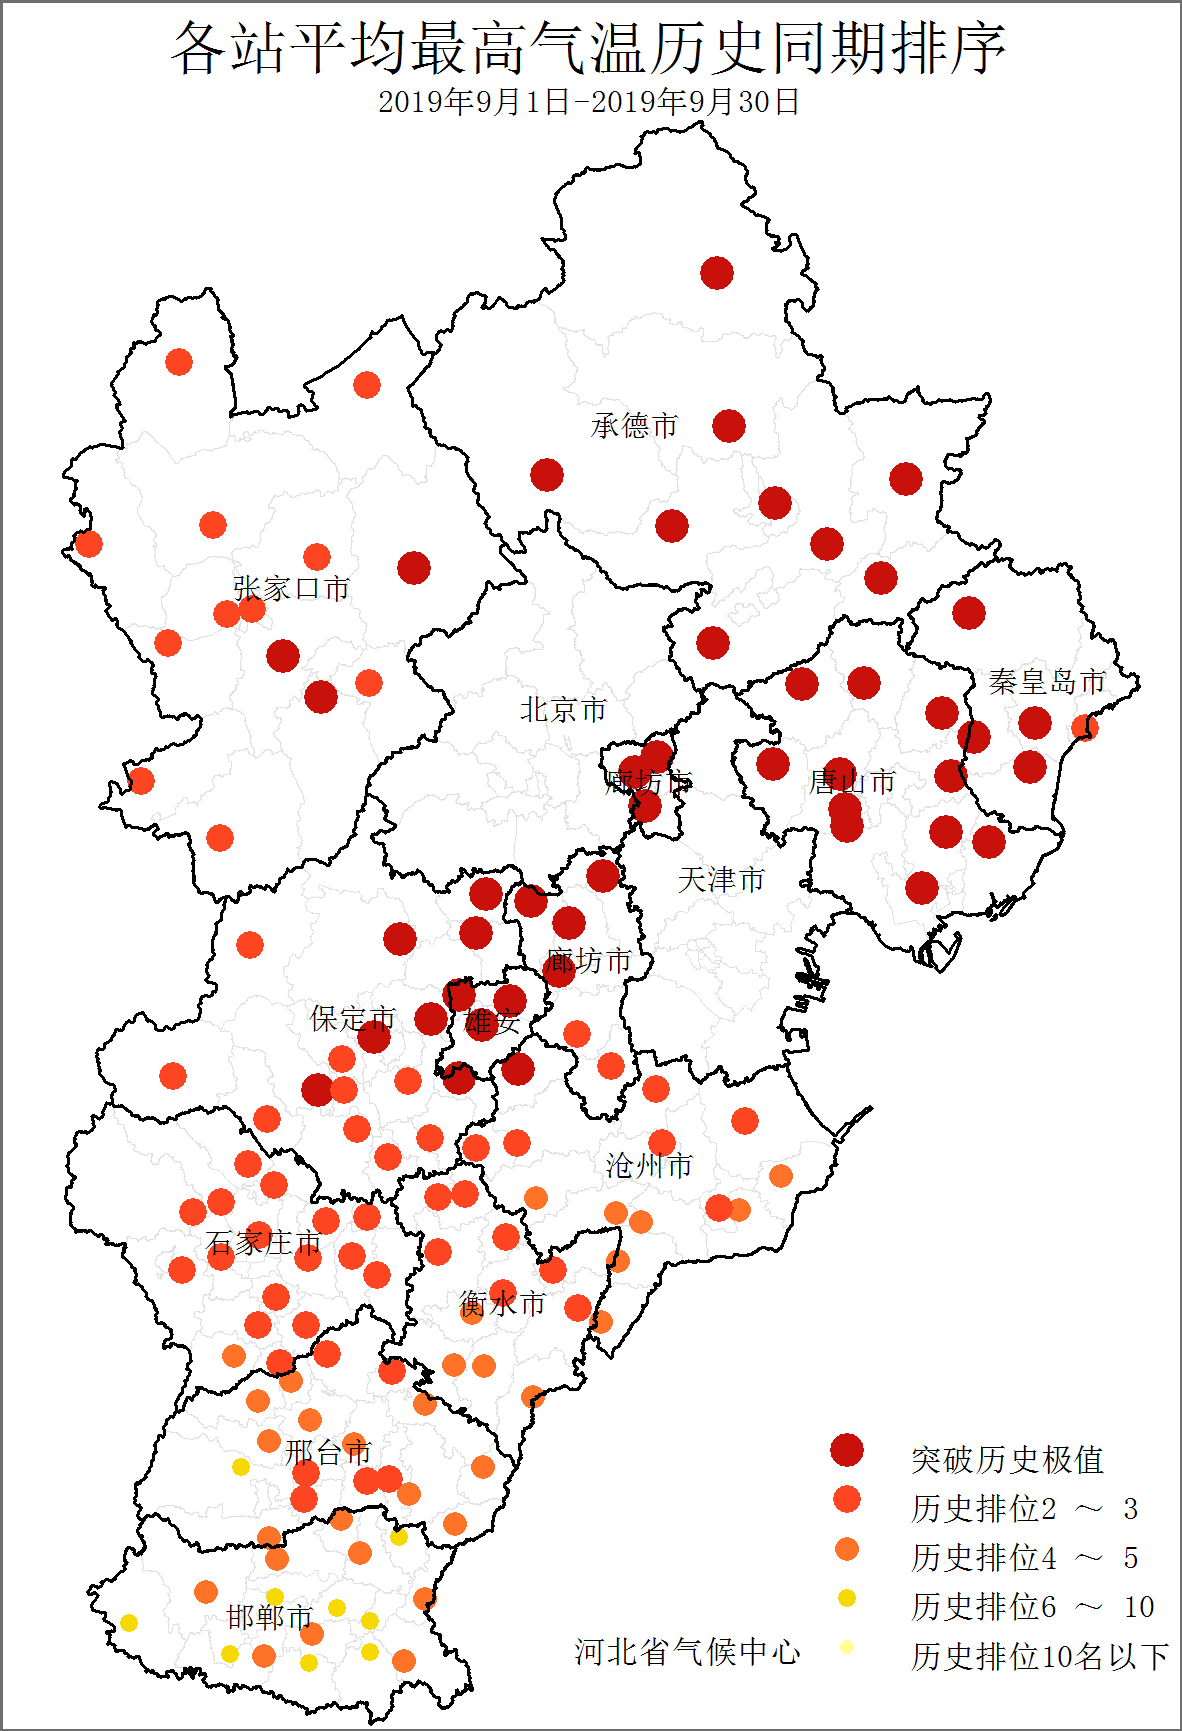 各站平均最高气温历史同期排序
2019年9月1日-2019年9月30日
承德市
张家口市
秦皇岛市
北京市
廊坊市
唐山市
天津市
廊坊市
保定市
雄安
沧州市
石家庄市
衡水市
邢台市
邯郸市
突破历史极值
历史排位2 ～ 3
历史排位4 ～ 5
历史排位6 ～ 10
历史排位10名以下
河北省气候中心